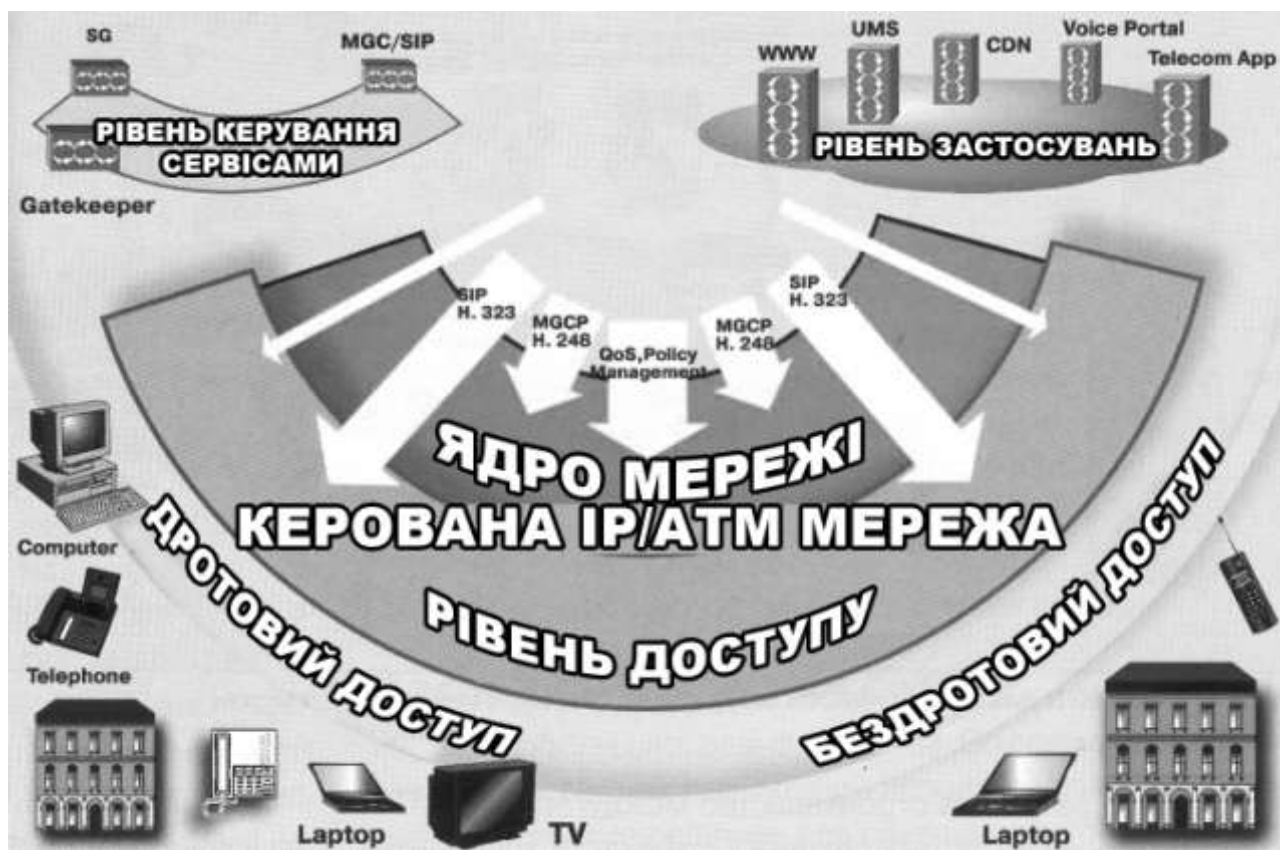 SG
MGC/SIP
РІВЕНЬ КЕРУВАННЯ
СЕРВІСАМИ
Gatekeeper
WWW
UMS
CDN
Voice Portal
Telecom App
РІВЕНЬ ЗАСТОСУВАНЬ
SIP
H. 323
MGCP
H. 248
QoS,Policy
Management
MGCP
H. 248
SIP
H. 323
ЯДРО МЕРЕЖІ
КЕРОВАНА IP/ATM МЕРЕЖА
РІВЕНЬ ДОСТУПУ
ДРОТОВИЙ ДОСТУП
БЕЗДРОТОВИЙ ДОСТУП
Computer
Telephone
Laptop
TV
Laptop